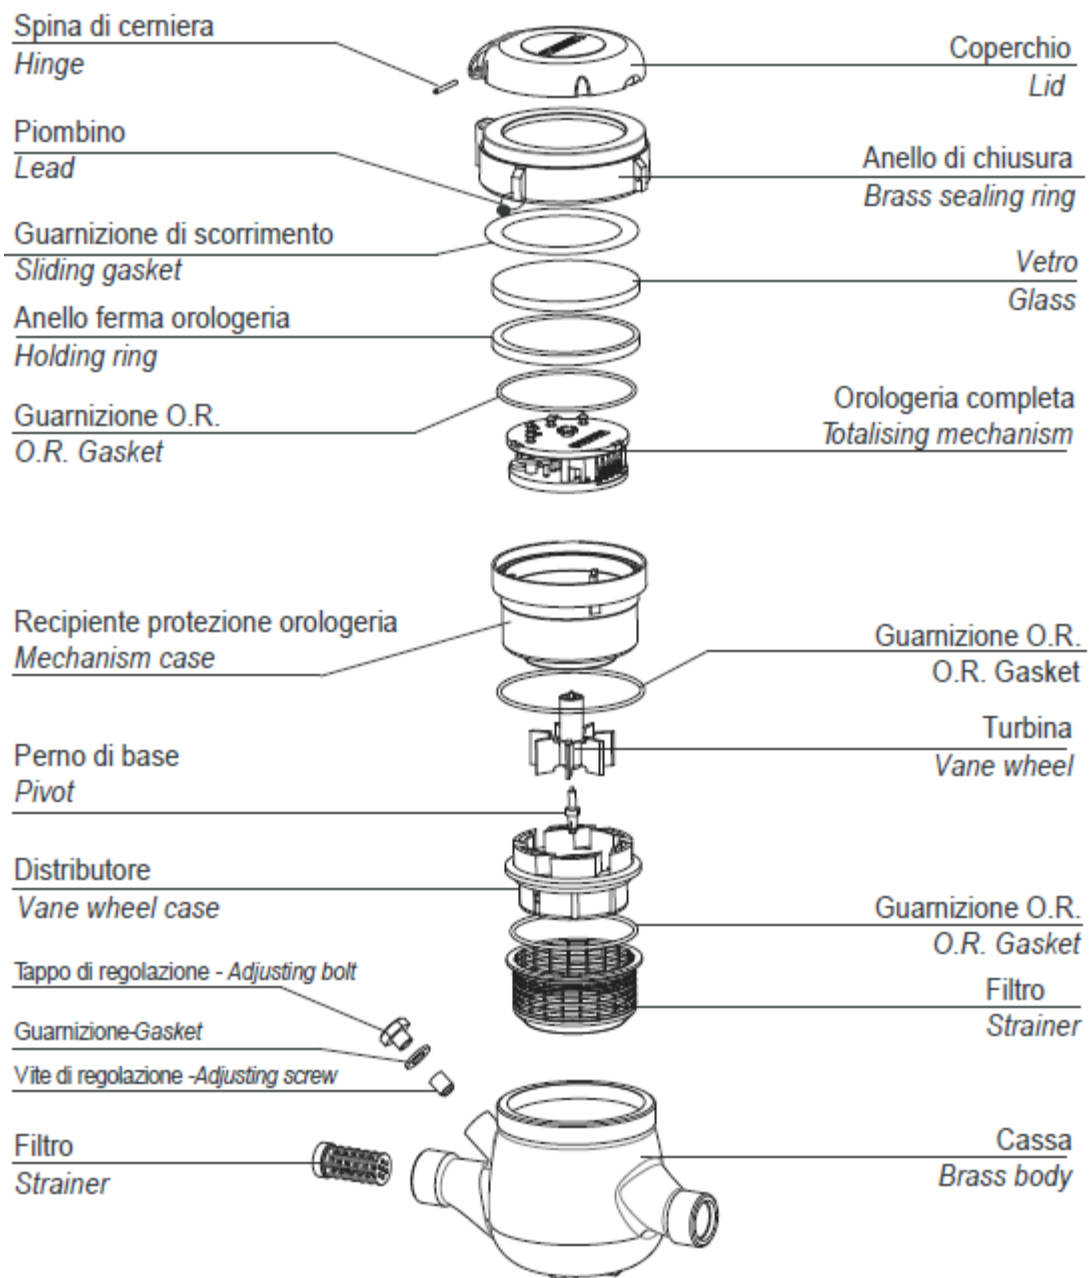 Spina di cerniera
Hinge
Coperchio
Lid
Piombino
Lead
Anello di chiusura
Brass sealing ring
Guarnizione di scorrimento
Sliding gasket
Vetro
Glass
Anello ferma orologeria
Holding ring
Guarnizione O.R.
O.R. Gasket
Orologeria completa
Totalising mechanism
Recipiente protezione orologeria
Mechanism case
Guarnizione O.R.
O.R. Gasket
Turbina
Vane wheel
Perno di base
Pivot
Distributore
Vane wheel case
Guarnizione O.R.
O.R. Gasket
Tappo di regolazione - Adjusting bolt
Filtro
Strainer
Guarnizione-Gasket
Vite di regolazione -Adjusting screw
Filtro
Strainer
Cassa
Brass body